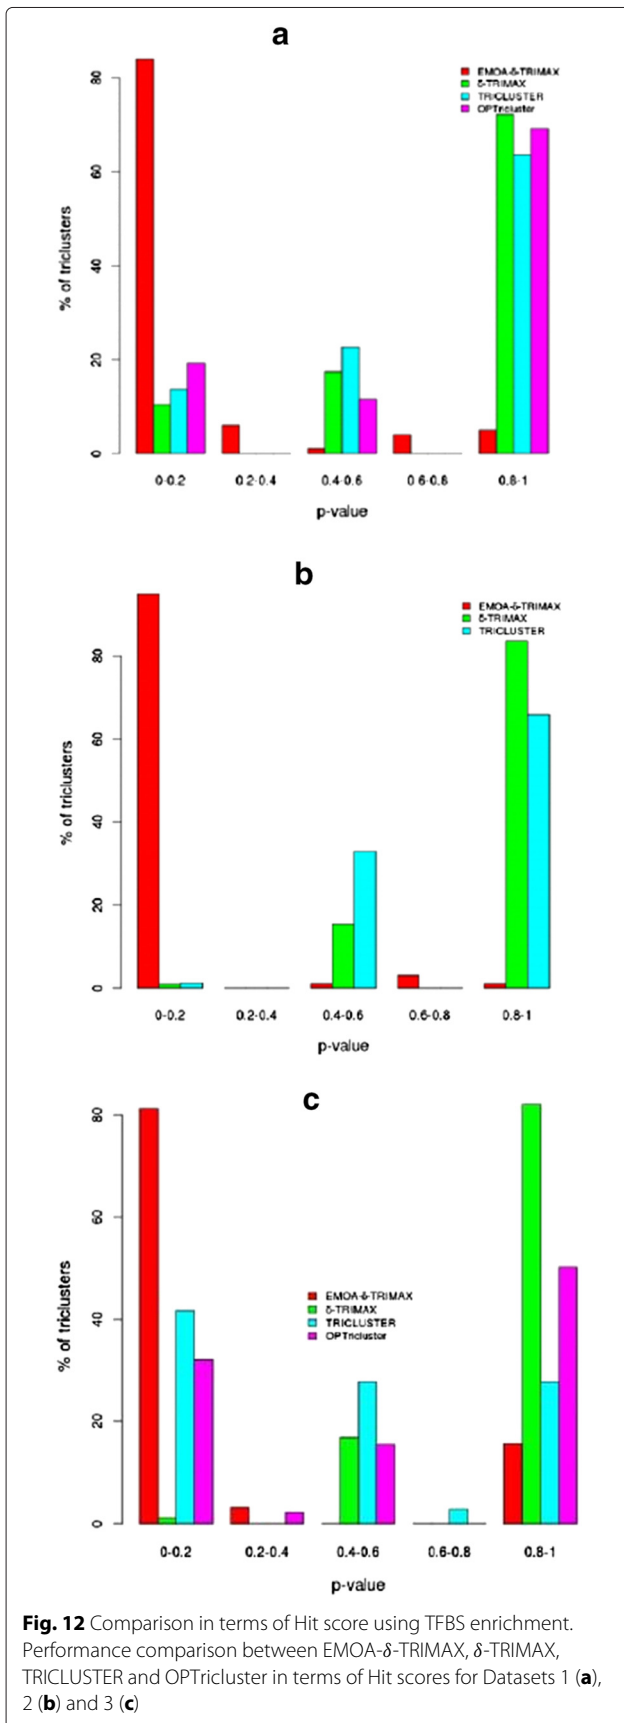 a
EMOA-δ-TRIMAX
δ-TRIMAX
TRICLUSTER
OPTricluster
% of triclusters
80
60
40
20
0
0-0.2 0.2-0.4 0.4-0.6 0.6-0.8 0.8-1
p-value
b
EMOA-δ-TRIMAX
δ-TRIMAX
TRICLUSTER
% of triclusters
80
60
40
20
0
0-0.2 0.2-0.4 0.4-0.6 0.6-0.8 0.8-1
p-value
c
EMOA-δ-TRIMAX
δ-TRIMAX
TRICLUSTER
OPTricluster
% of triclusters
80
60
40
20
0
0-0.2 0.2-0.4 0.4-0.6 0.6-0.8 0.8-1
p-value
Fig. 12 Comparison in terms of Hit score using TFBS enrichment.
Performance comparison between EMOA-δ-TRIMAX, δ-TRIMAX,
TRICLUSTER and OPTricluster in terms of Hit scores for Datasets 1 (a),
2 (b) and 3 (c)